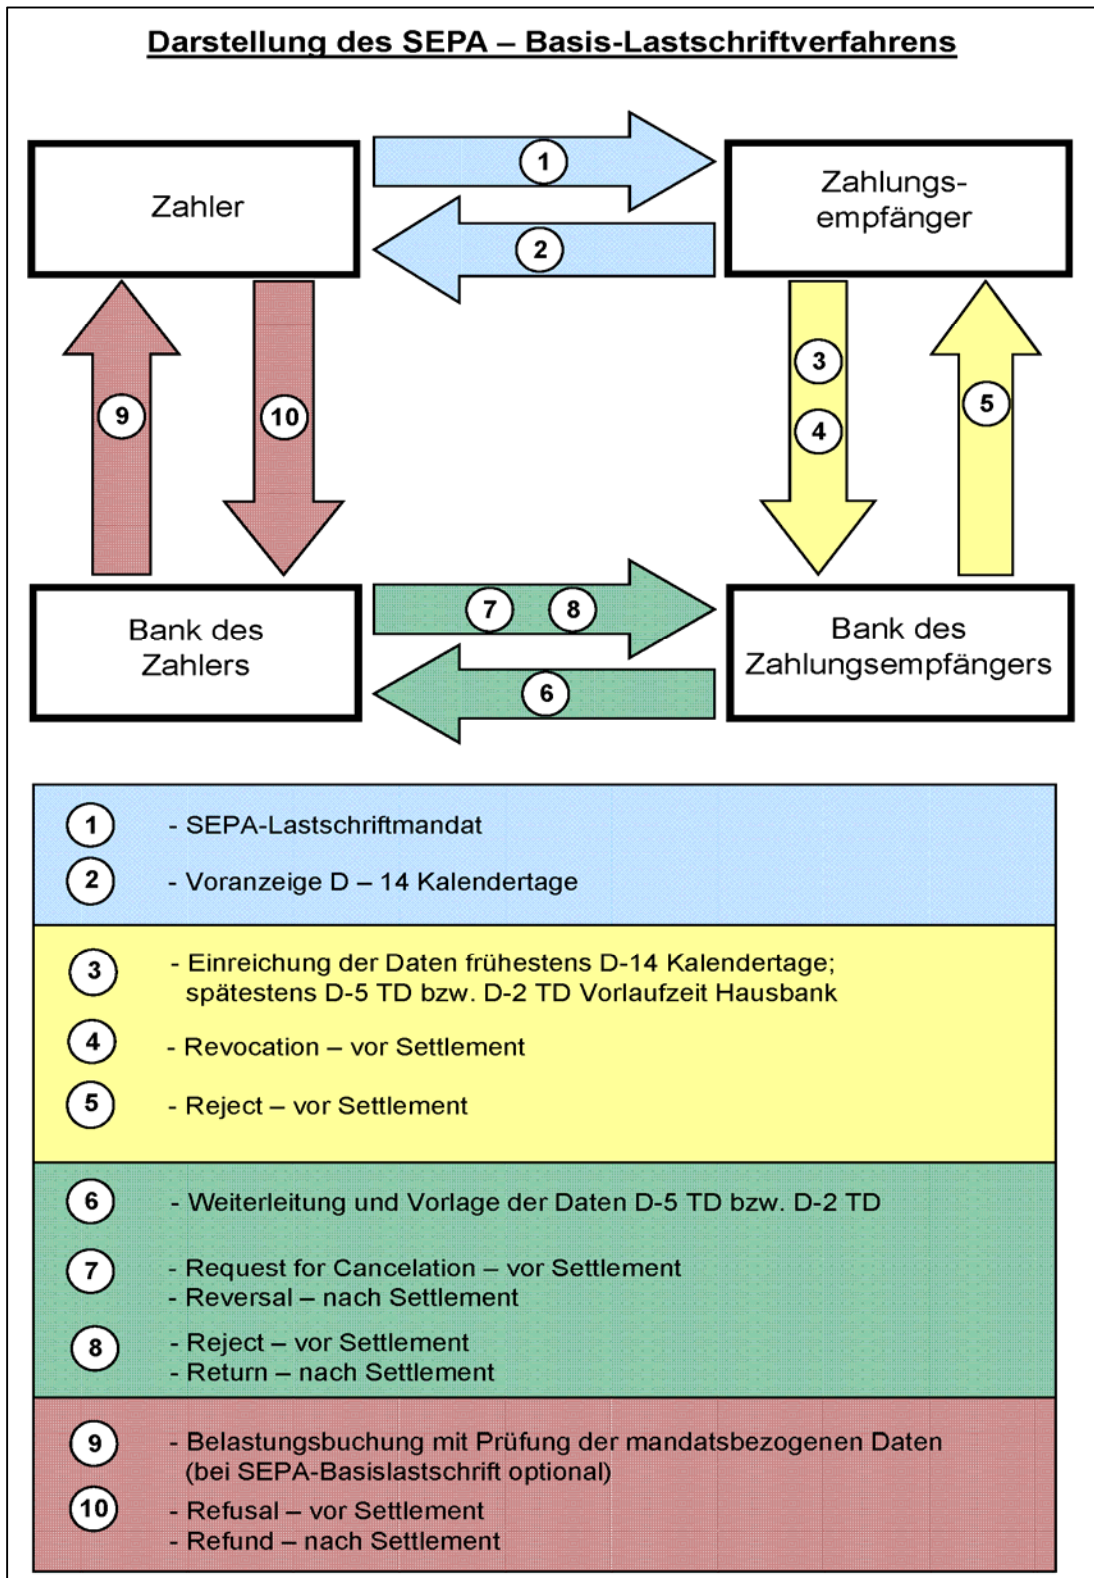 Darstellung des SEPA – Basis-Lastschriftverfahrens
Zahler
1
2
Zahlungs-
empfänger
9
10
3
4
5
Bank des
Zahlers
7 8
6
Bank des
Zahlungsempfängers
1 - SEPA-Lastschriftmandat
2 - Voranzeige D – 14 Kalendertage
3 - Einreichung der Daten frühestens D-14 Kalendertage;
spätestens D-5 TD bzw. D-2 TD Vorlaufzeit Hausbank
4 - Revocation – vor Settlement
5 - Reject – vor Settlement
6 - Weiterleitung und Vorlage der Daten D-5 TD bzw. D-2 TD
7 - Request for Cancelation – vor Settlement
- Reversal – nach Settlement
8 - Reject – vor Settlement
- Return – nach Settlement
9 - Belastungsbuchung mit Prüfung der mandatsbezogenen Daten
(bei SEPA-Basislastschrift optional)
10 - Refusal – vor Settlement
- Refund – nach Settlement